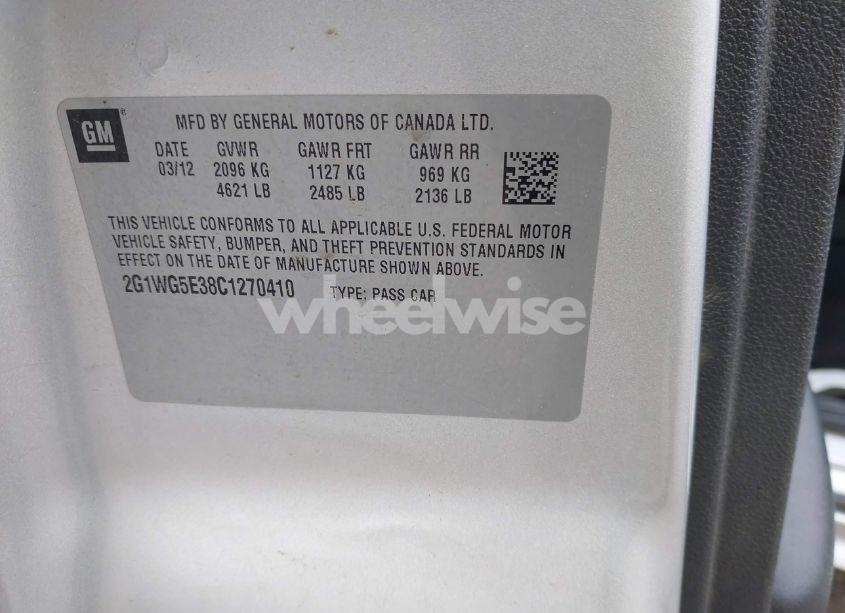 GM
MFD BY GENERAL MOTORS OF CANADA LTD.
DATE GVWR GAWR FRT GAWR RR
03/12 2096 KG 1127 KG 969 KG
4621 LB 2485 LB 2136 LB
THIS VEHICLE CONFORMS TO ALL APPLICABLE U.S. FEDERAL MOTOR
VEHICLE SAFETY, BUMPER, AND THEFT PREVENTION STANDARDS IN
EFFECT ON THE DATE OF MANUFACTURE SHOWN ABOVE.
2G1WG5E38C1270410 TYPE: PASS CAR
wheelwise